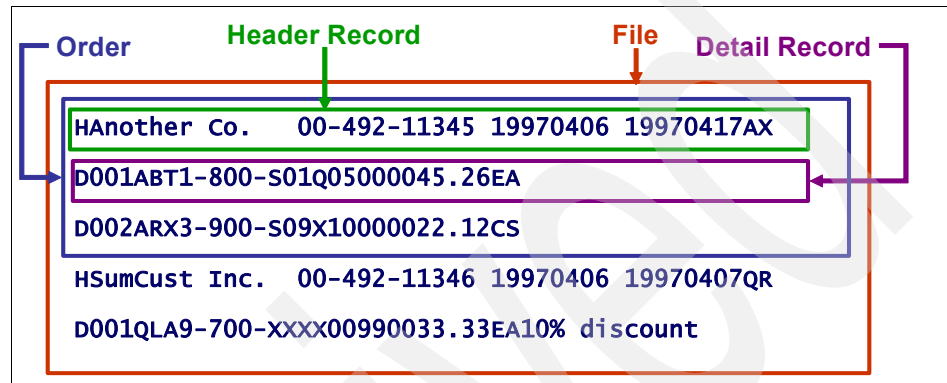 Order Header Record File Detail Record
HAnother Co.   00-492-11345 19970406 19970417AX
D001ABT1-800-S01Q05000045.26EA
D002ARX3-900-S09X10000022.12CS
HSumCust Inc.  00-492-11346 19970406 19970407QR
D001QLA9-700-XXXX00990033.33EA10% discount